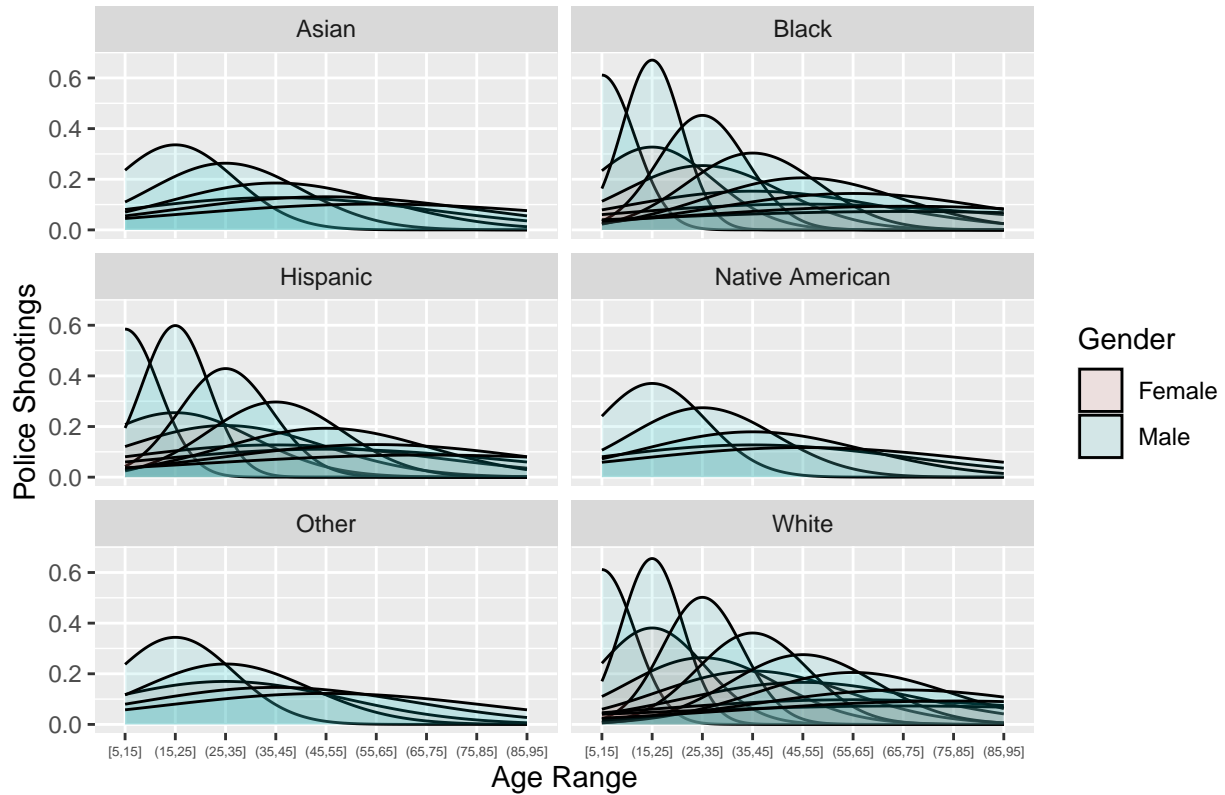 Asian
Black
0.6
0.4
0.2
0.0
Hispanic
Native American
0.6
0.4
0.2
0.0
Other
White
0.6
0.4
0.2
0.0
[5,15] (15,25] (25,35] (35,45] (45,55] (55,65] (65,75] (75,85] (85,95]
[5,15] (15,25] (25,35] (35,45] (45,55] (55,65] (65,75] (75,85] (85,95]
Age Range
Police Shootings
Gender
Female
Male